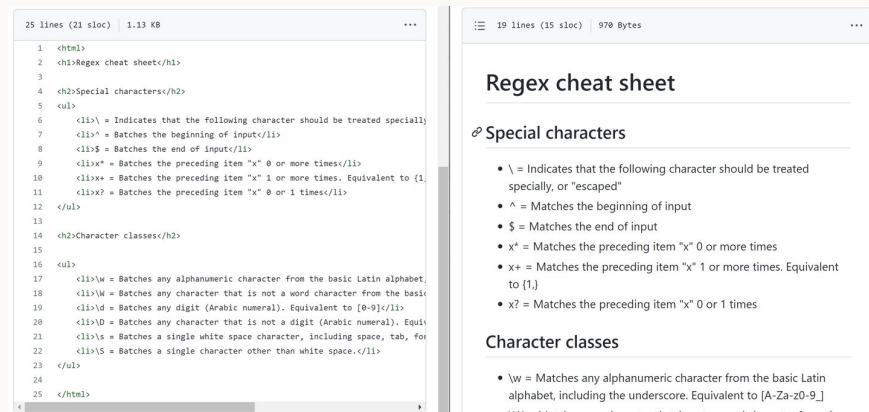 25 lines (21 sloc) 1.13 KB
1 <html>
2 <h1>Regex cheat sheet</h1>
3
4 <h2>Special characters</h2>
5 <ul>
6 <li>\ = Indicates that the following character should be treated specially
7 <li>^ = Batches the beginning of input</li>
8 <li>$ = Batches the end of input</li>
9 <li>x* = Batches the preceding item "x" 0 or more times</li>
10 <li>x+ = Batches the preceding item "x" 1 or more times. Equivalent to {1,
11 <li>x? = Batches the preceding item "x" 0 or 1 times</li>
12 </ul>
13
14 <h2>Character classes</h2>
15
16 <ul>
17 <li>\w = Batches any alphanumeric character from the basic Latin alphabet,
18 <li>\W = Batches any character that is not a word character from the basic
19 <li>\d = Batches any digit (Arabic numeral). Equivalent to [0-9]</li>
20 <li>\D = Batches any character that is not a digit (Arabic numeral). Equiv
21 <li>\s = Batches a single white space character, including space, tab, for
22 <li>\S = Batches a single character other than white space.</li>
23 </ul>
24
25 </html>
19 lines (15 sloc) 970 Bytes
Regex cheat sheet
Special characters
• \ = Indicates that the following character should be treated
specially, or "escaped"
• ^ = Matches the beginning of input
• $ = Matches the end of input
• x* = Matches the preceding item "x" 0 or more times
• x+ = Matches the preceding item "x" 1 or more times. Equivalent
to {1,}
• x? = Matches the preceding item "x" 0 or 1 times
Character classes
• \w = Matches any alphanumeric character from the basic Latin
alphabet, including the underscore. Equivalent to [A-Za-z0-9_]